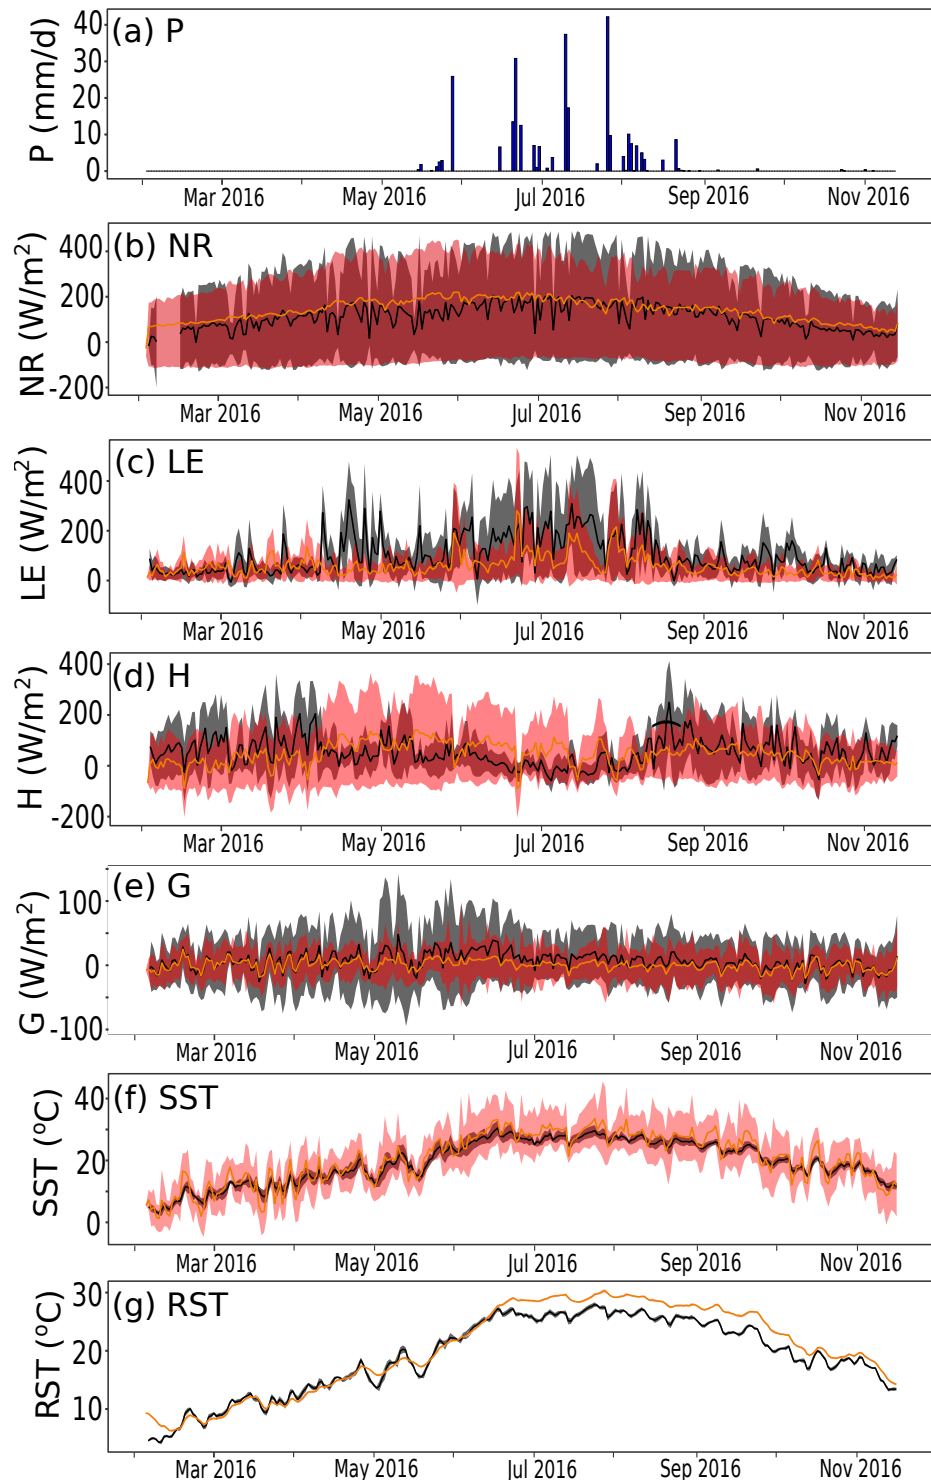 (a) P
P (mm/d)
40
30
20
10
0
Mar 2016 May 2016 Jul 2016 Sep 2016 Nov 2016
(b) NR
NR (W/m²)
400
200
0
-200
Mar 2016 May 2016 Jul 2016 Sep 2016 Nov 2016
(c) LE
LE (W/m²)
400
200
0
Mar 2016 May 2016 Jul 2016 Sep 2016 Nov 2016
(d) H
H (W/m²)
400
200
0
-200
Mar 2016 May 2016 Jul 2016 Sep 2016 Nov 2016
(e) G
G (W/m²)
100
0
-100
Mar 2016 May 2016 Jul 2016 Sep 2016 Nov 2016
(f) SST
SST (ºC)
40
20
0
Mar 2016 May 2016 Jul 2016 Sep 2016 Nov 2016
(g) RST
RST (ºC)
30
20
10
Mar 2016 May 2016 Jul 2016 Sep 2016 Nov 2016